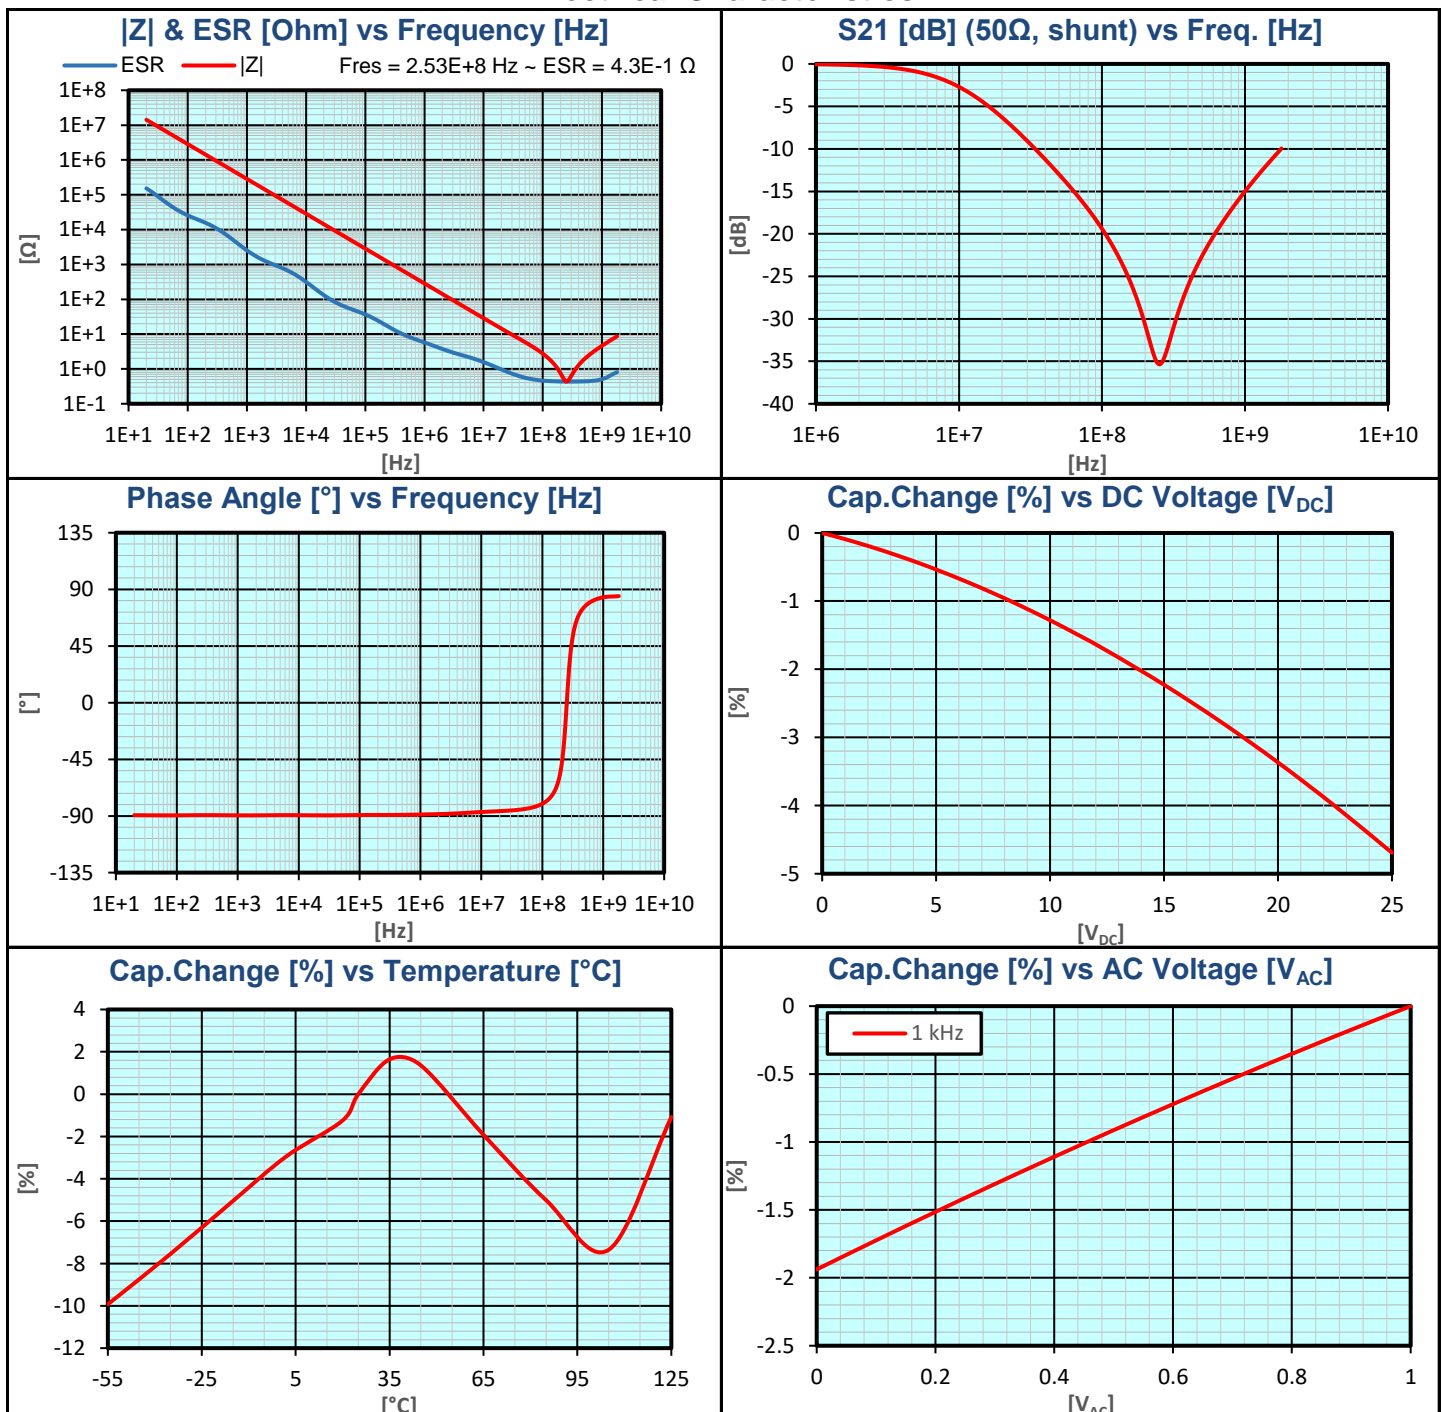 |Z| & ESR [Ohm] vs Frequency [Hz]
ESR |Z| Fres = 2.53E+8 Hz ~ ESR = 4.3E-1 Ω
1E+8
1E+7
1E+6
1E+5
1E+4
1E+3
1E+2
1E+1
1E+0
1E-1
[Ω]
1E+1 1E+2 1E+3 1E+4 1E+5 1E+6 1E+7 1E+8 1E+9 1E+10
[Hz]
S21 [dB] (50Ω, shunt) vs Freq. [Hz]
0
-5
-10
-15
-20
-25
-30
-35
-40
[dB]
1E+6 1E+7 1E+8 1E+9 1E+10
[Hz]
Phase Angle [°] vs Frequency [Hz]
135
90
45
0
-45
-90
-135
[°]
1E+1 1E+2 1E+3 1E+4 1E+5 1E+6 1E+7 1E+8 1E+9 1E+10
[Hz]
Cap.Change [%] vs DC Voltage [VDC]
0
-1
-2
-3
-4
-5
[%]
0 5 10 15 20 25
[VDC]
Cap.Change [%] vs Temperature [°C]
4
2
0
-2
-4
-6
-8
-10
-12
[%]
-55 -25 5 35 65 95 125
[°C]
Cap.Change [%] vs AC Voltage [VAC]
1 kHz
0
-0.5
-1
-1.5
-2
-2.5
[%]
0 0.2 0.4 0.6 0.8 1
[VAC]